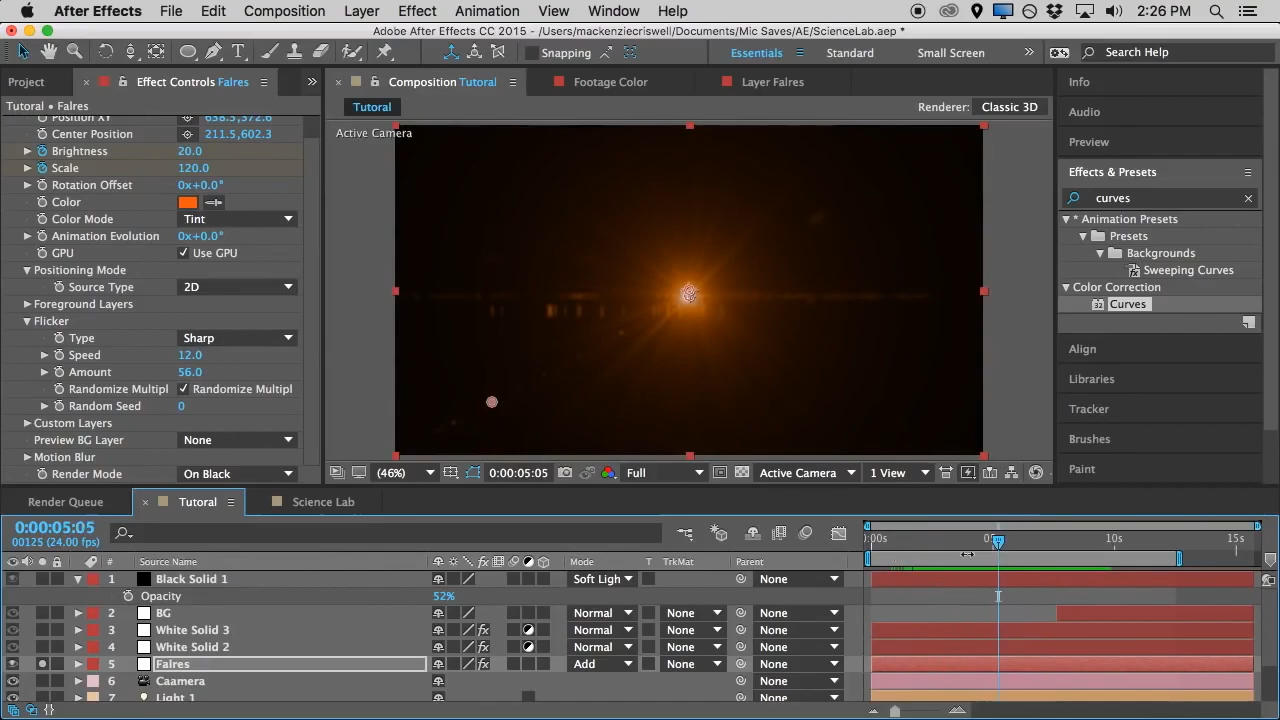 After Effects File Edit Composition Layer Effect Animation View Window Help 2:26 PM
Adobe After Effects CC 2015 - /Users/mackenziecriswell/Documents/Mic Saves/AE/ScienceLab.aep *
Snapping Essentials Standard Small Screen Search Help
Project Effect Controls Falres Composition Tutorial Footage Color Layer Falres Info
Tutorial • Falres Tutorial Renderer: Classic 3D Audio
Center Position 211.5,602.3 Active Camera
Brightness 20.0 Preview
Scale 120.0 Effects & Presets
Rotation Offset 0x+0.0°
Color curves
Color Mode Tint * Animation Presets
Animation Evolution 0x+0.0° Presets
GPU Use GPU Backgrounds
Positioning Mode Sweeping Curves
Source Type 2D Color Correction
Foreground Layers 32 Curves
Flicker
Type Sharp Align
Speed 12.0
Amount 56.0 Libraries
Randomize Multipl Randomize Multipl
Random Seed 0 Tracker
Custom Layers
Preview BG Layer None Brushes
Motion Blur
Render Mode On Black (46%) 0:00:05:05 Full Active Camera 1 View Paint
Render Queue Tutorial Science Lab
0:00:05:05
00125 (24.00 fps) :00s 05s 10s 15s
# Source Name Mode T TrkMat Parent
1 Black Solid 1 Soft Ligh None
Opacity 52%
2 BG Normal None None
3 White Solid 3 Normal None None
4 White Solid 2 Normal None None
5 Falres Add None None
6 Caamera None
7 Light 1 None